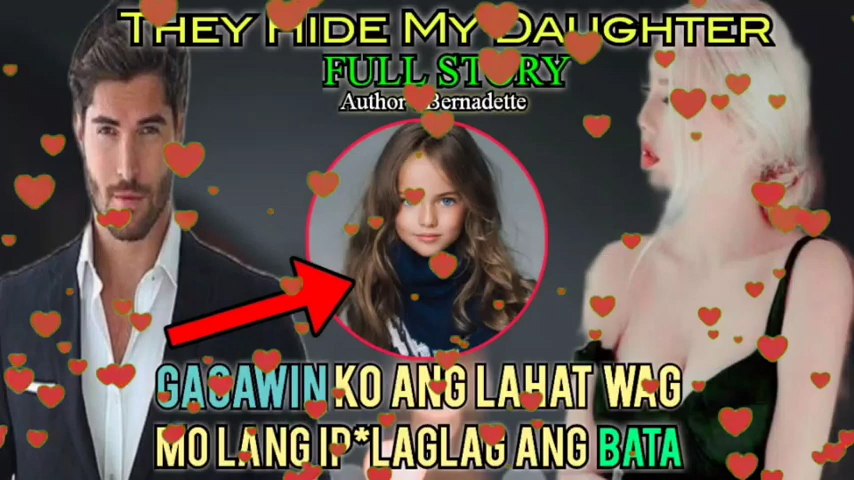 THEY HIDE MY DAUGHTER
FULL STORY
Author Bernadette
GAGAWIN KO ANG LAHAT WAG
MO LANG IP*LAGLAG ANG BATA